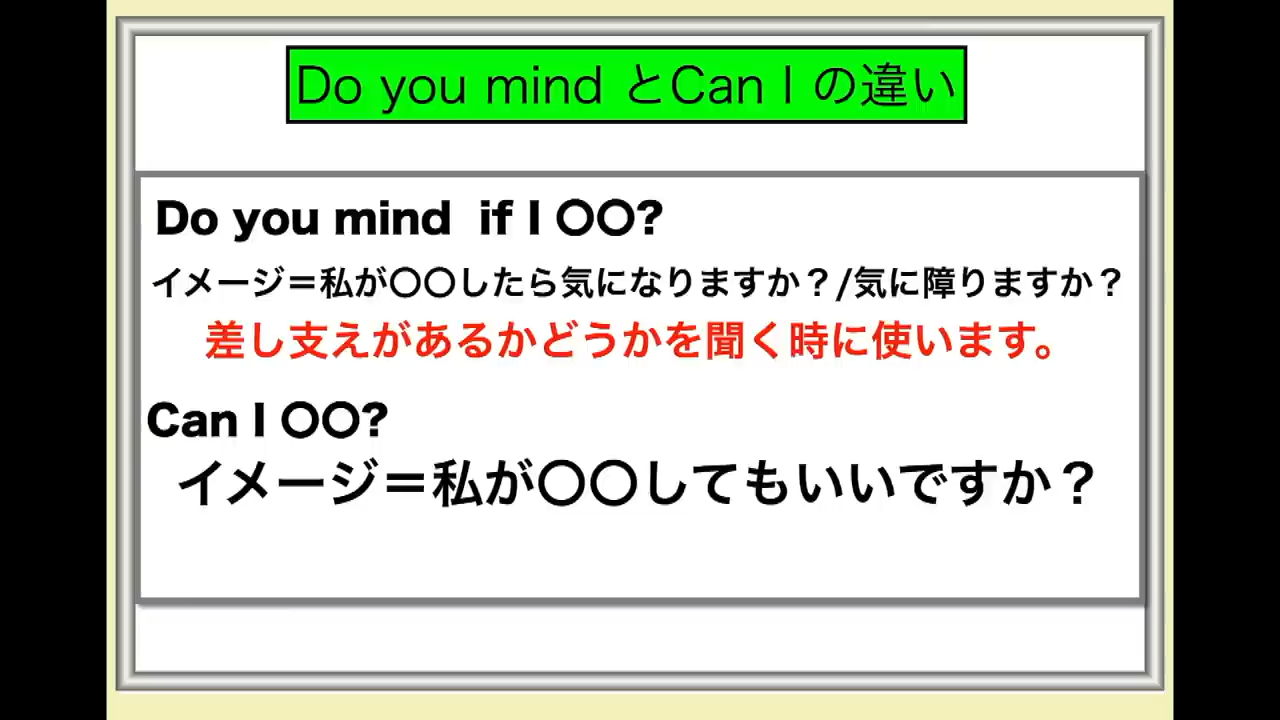 Do you mind とCan I の違い
Do you mind if I 〇〇?
イメージ＝私が〇〇したら気になりますか？/気に障りますか？
差し支えがあるかどうかを聞く時に使います。
Can I 〇〇?
イメージ＝私が〇〇してもいいですか？